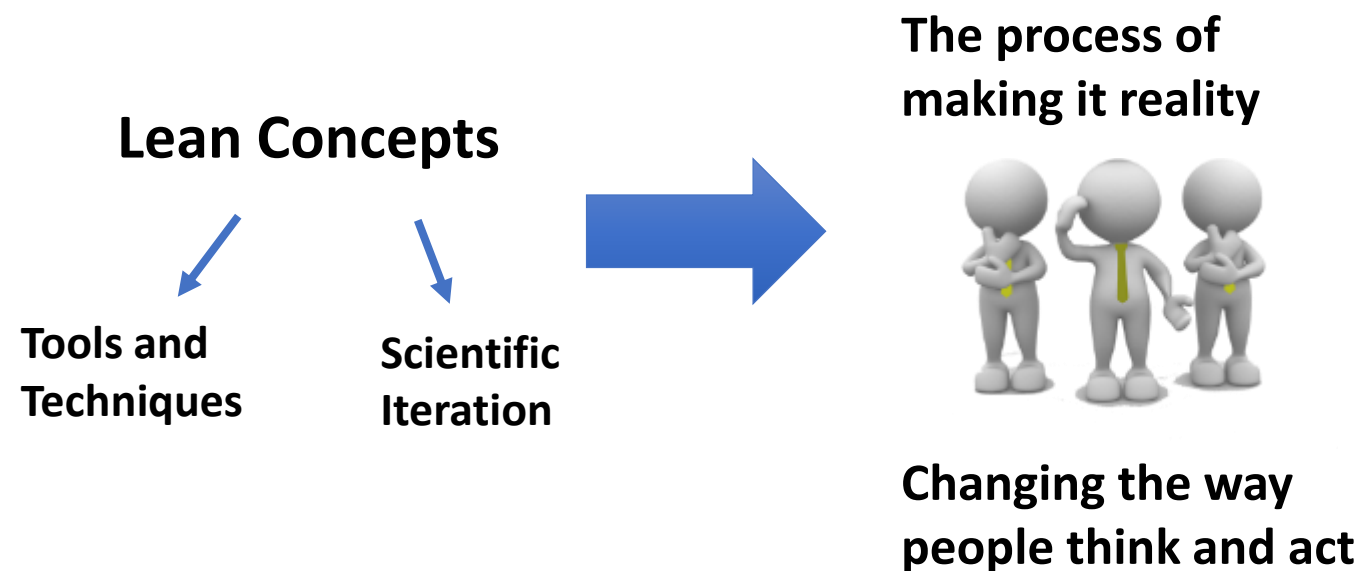 Lean Concepts
Tools and
Techniques
Scientific
Iteration
The process of
making it reality
Changing the way
people think and act